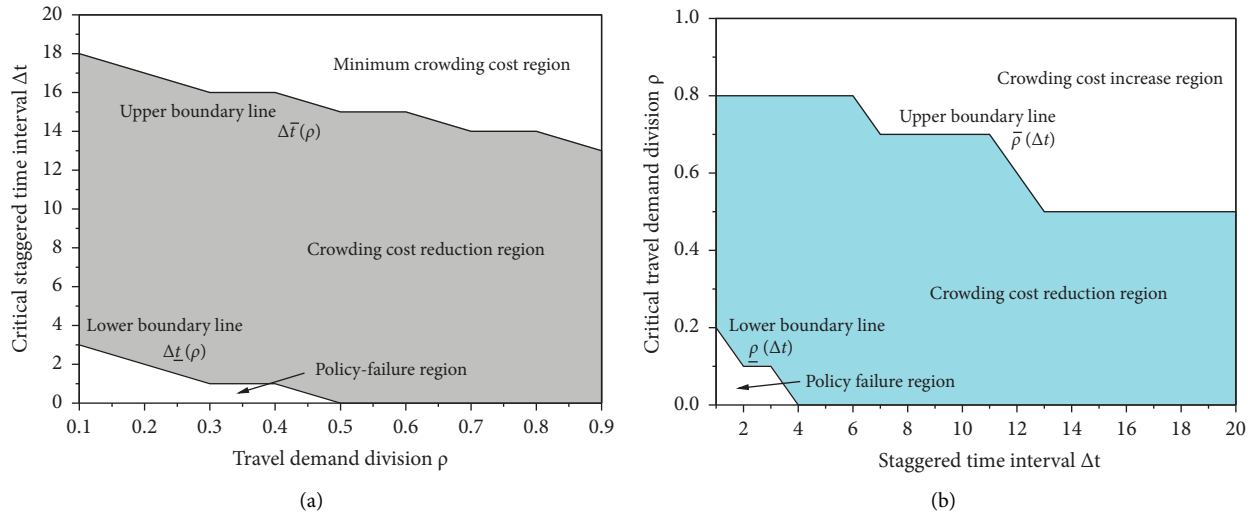 20
18
16
14
12
10
8
6
4
2
0
Critical staggered time interval Δt
Minimum crowding cost region
Upper boundary line
Δt̅ (ρ)
Crowding cost reduction region
Lower boundary line
Δt̲ (ρ)
Policy-failure region
0.1 0.2 0.3 0.4 0.5 0.6 0.7 0.8 0.9
Travel demand division ρ
(a)
1.0
0.8
0.6
0.4
0.2
0.0
Critical travel demand division ρ
Crowding cost increase region
Upper boundary line
ρ̅ (Δt)
Crowding cost reduction region
Lower boundary line
ρ̲ (Δt)
Policy failure region
2 4 6 8 10 12 14 16 18 20
Staggered time interval Δt
(b)